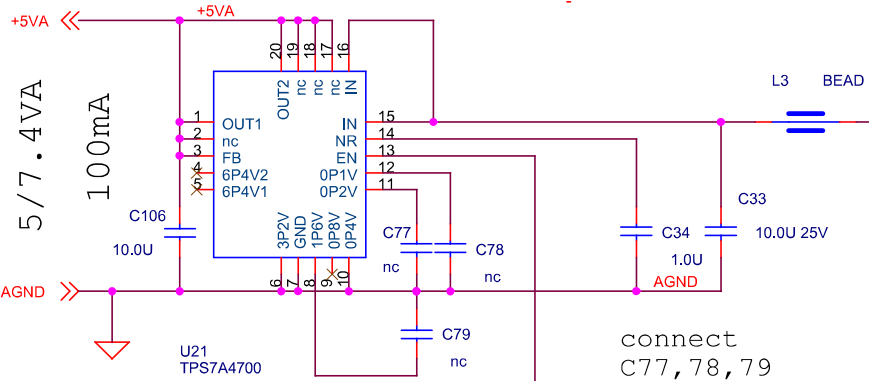 +5VA
+5VA
20
19
18
17
16
OUT2
nc
nc
nc
IN
5/7.4VA
100mA
1
OUT1
2
nc
3
FB
4
6P4V2
5
6P4V1
IN
15
NR
14
EN
13
0P1V
12
0P2V
11
3P2V
GND
1P6V
0P8V
0P4V
6
7
8
9
10
L3
BEAD
C106
10.0U
C77
nc
C78
nc
C34
1.0U
C33
10.0U 25V
AGND
AGND
C79
nc
U21
TPS7A4700
connect
C77,78,79